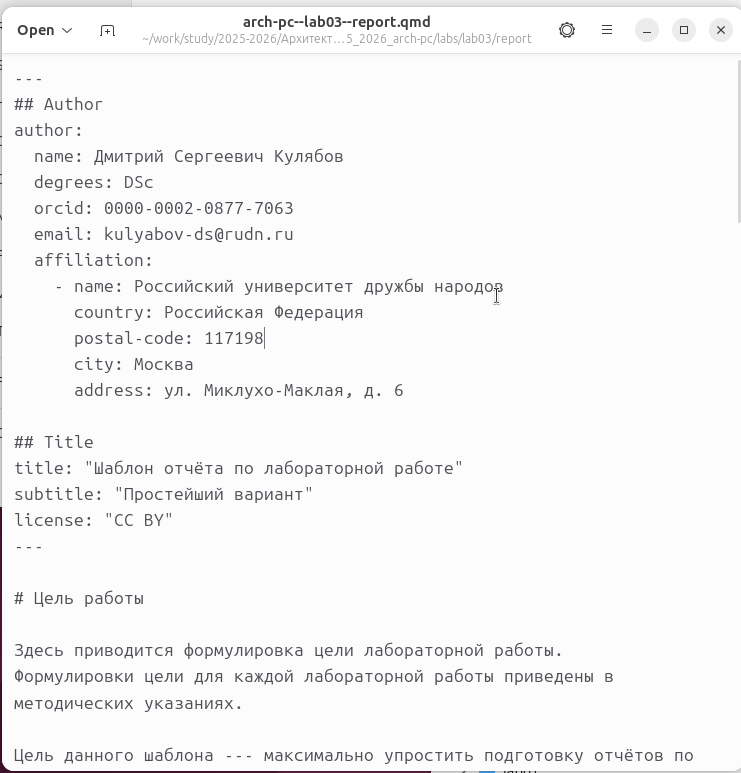 Open
arch-pc--lab03--report.qmd
~/work/study/2025-2026/Архитект…5_2026_arch-pc/labs/lab03/report
---
## Author
author:
  name: Дмитрий Сергеевич Кулябов
  degrees: DSc
  orcid: 0000-0002-0877-7063
  email: kulyabov-ds@rudn.ru
  affiliation:
    - name: Российский университет дружбы народов
      country: Российская Федерация
      postal-code: 117198
      city: Москва
      address: ул. Миклухо-Маклая, д. 6
## Title
title: "Шаблон отчёта по лабораторной работе"
subtitle: "Простейший вариант"
license: "CC BY"
---
# Цель работы
Здесь приводится формулировка цели лабораторной работы.
Формулировки цели для каждой лабораторной работы приведены в
методических указаниях.
Цель данного шаблона --- максимально упростить подготовку отчётов по